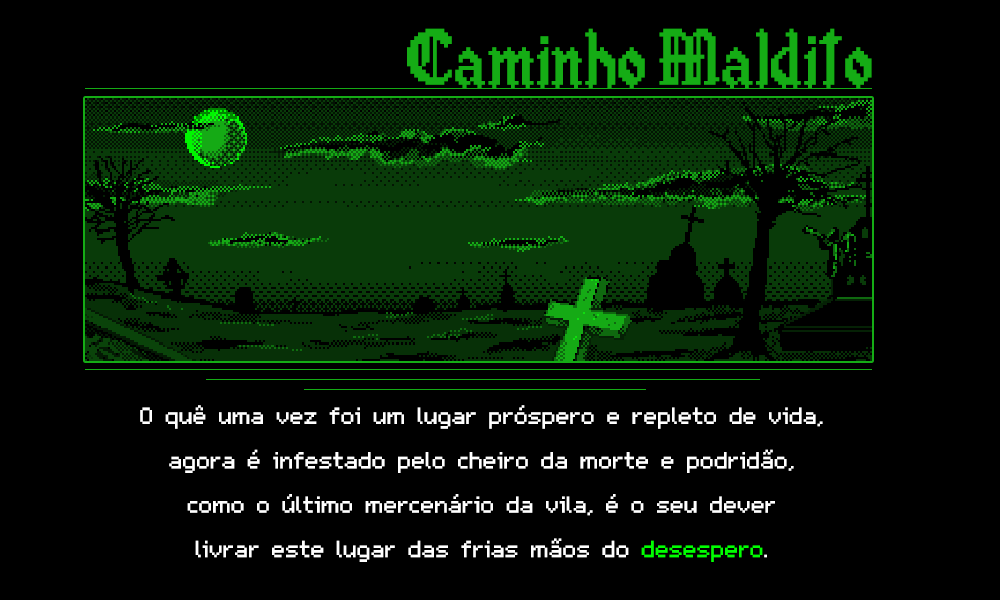 Caminho Maldito
O quê uma vez foi um lugar próspero e repleto de vida,
agora é infestado pelo cheiro da morte e podridão,
como o último mercenário da vila, é o seu dever
livrar este lugar das frias mãos do desespero.